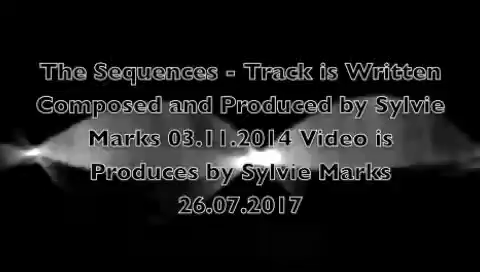 The Sequences - Track is Written
Composed and Produced by Sylvie
Marks 03.11.2014 Video is
Produces by Sylvie Marks
26.07.2017